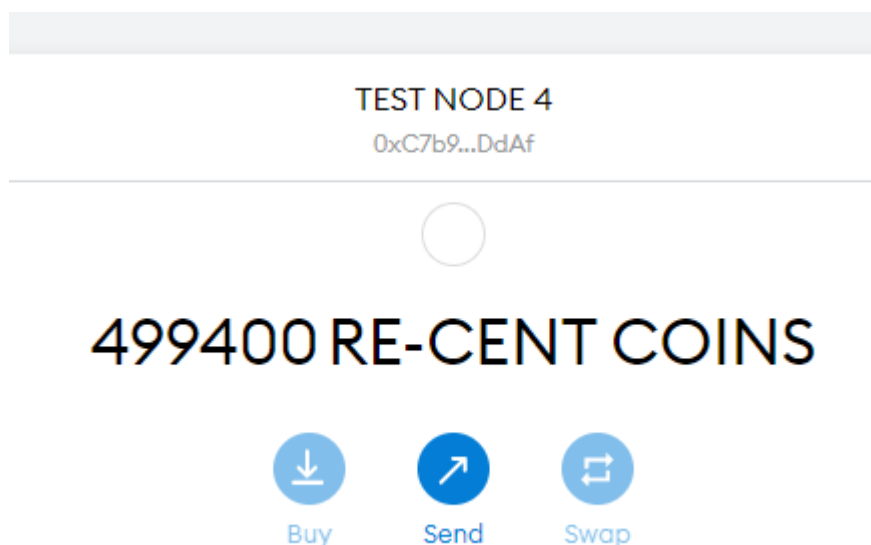 TEST NODE 4
0xC7b9...DdAf
499400 RE-CENT COINS
Buy Send Swap